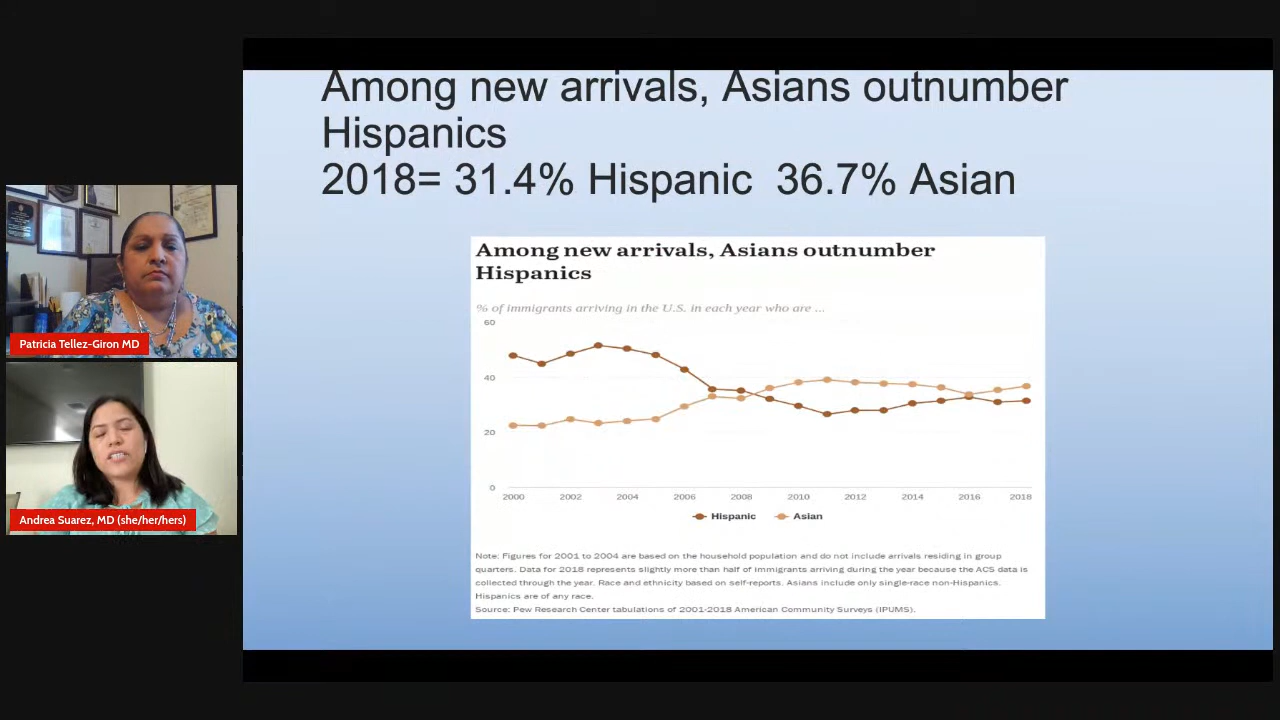 Among new arrivals, Asians outnumber
Hispanics
2018= 31.4% Hispanic 36.7% Asian
Among new arrivals, Asians outnumber
Hispanics
% of immigrants arriving in the U.S. in each year who are ...
60
40
20
0
2000 2002 2004 2006 2008 2010 2012 2014 2016 2018
Hispanic Asian
Note: Figures for 2001 to 2004 are based on the household population and do not include arrivals residing in group
quarters. Data for 2018 represents slightly more than half of immigrants arriving during the year because the ACS data is
collected through the year. Race and ethnicity based on self-reports. Asians include only single-race non-Hispanics.
Hispanics are of any race.
Source: Pew Research Center tabulations of 2001-2018 American Community Surveys (IPUMS).
Patricia Tellez-Giron MD
Andrea Suarez, MD (she/her/hers)